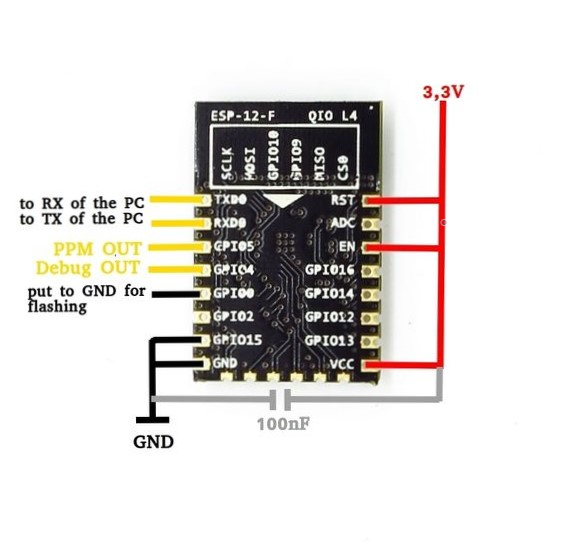 3,3V
ESP-12-F QIO L4
SCLK
MOSI
GPIO10
GPIO9
MISO
CS0
to RX of the PC TXD0 RST
to TX of the PC RXD0 ADC
PPM OUT GPIO5 EN
Debug OUT GPIO4 GPIO16
put to GND for GPIO0 GPIO14
flashing
GPIO2 GPIO12
GPIO15 GPIO13
GND VCC
100nF
GND